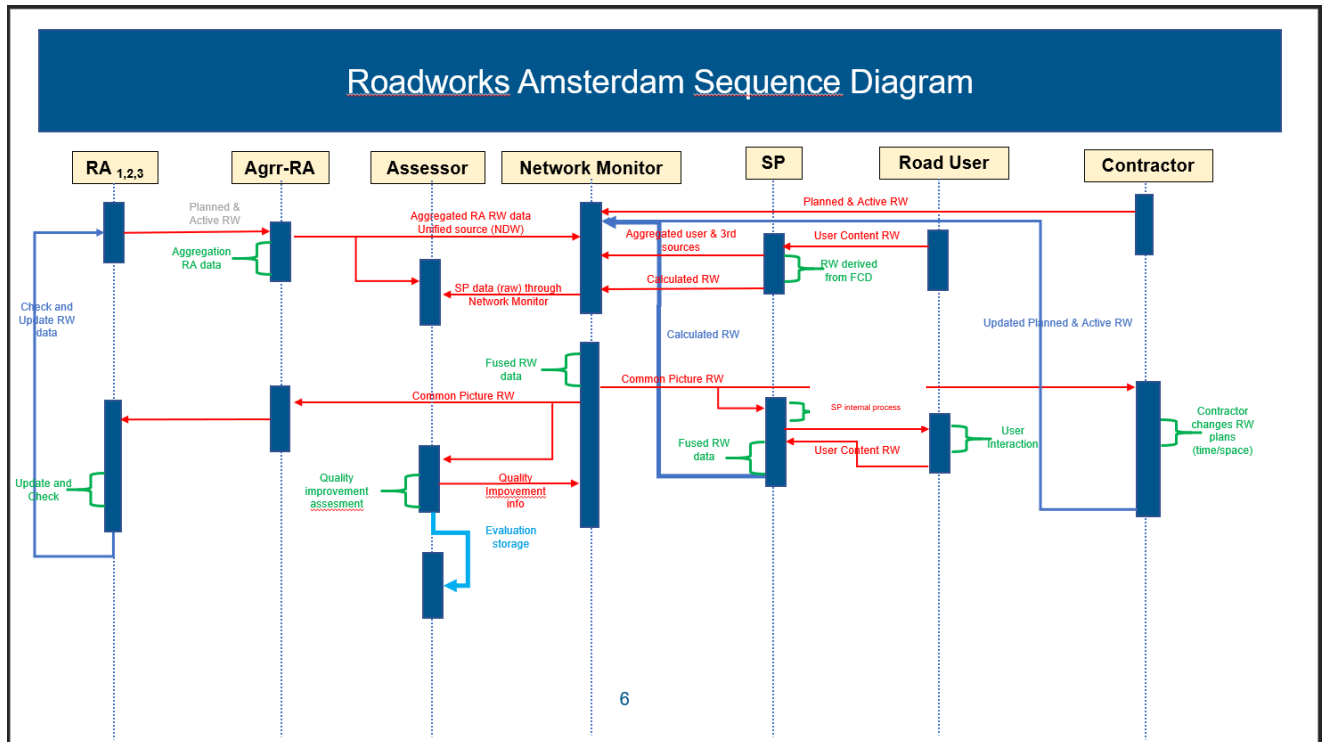 Roadworks Amsterdam Sequence Diagram
RA 1,2,3
Agrr-RA
Assessor
Network Monitor
SP
Road User
Contractor
Planned &
Active RW
Aggregated RA RW data
Unified source (NDW)
Planned & Active RW
Aggregated user & 3rd
sources
User Content RW
Aggregation
RA data
RW derived
from FCD
SP data (raw) through
Network Monitor
Calculated RW
Check and
Update RW
data
Calculated RW
Updated Planned & Active RW
Fused RW
data
Common Picture RW
Common Picture RW
SP internal process
Contractor
changes RW
plans
(time/space)
Fused RW
data
User Content RW
User
Interaction
Update and
Check
Quality
improvement
assesment
Quality
Impovement
info
Evaluation
storage
6